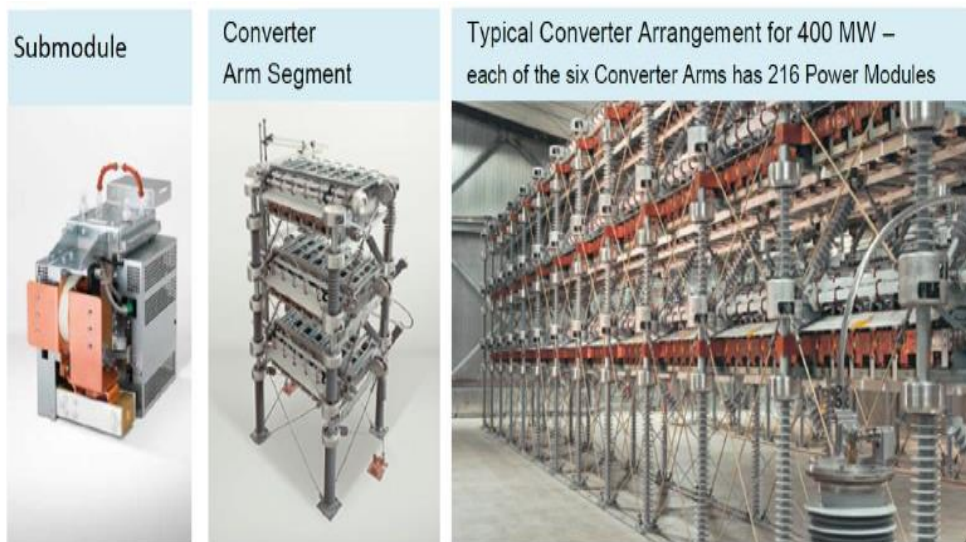 Submodule
Converter
Arm Segment
Typical Converter Arrangement for 400 MW –
each of the six Converter Arms has 216 Power Modules